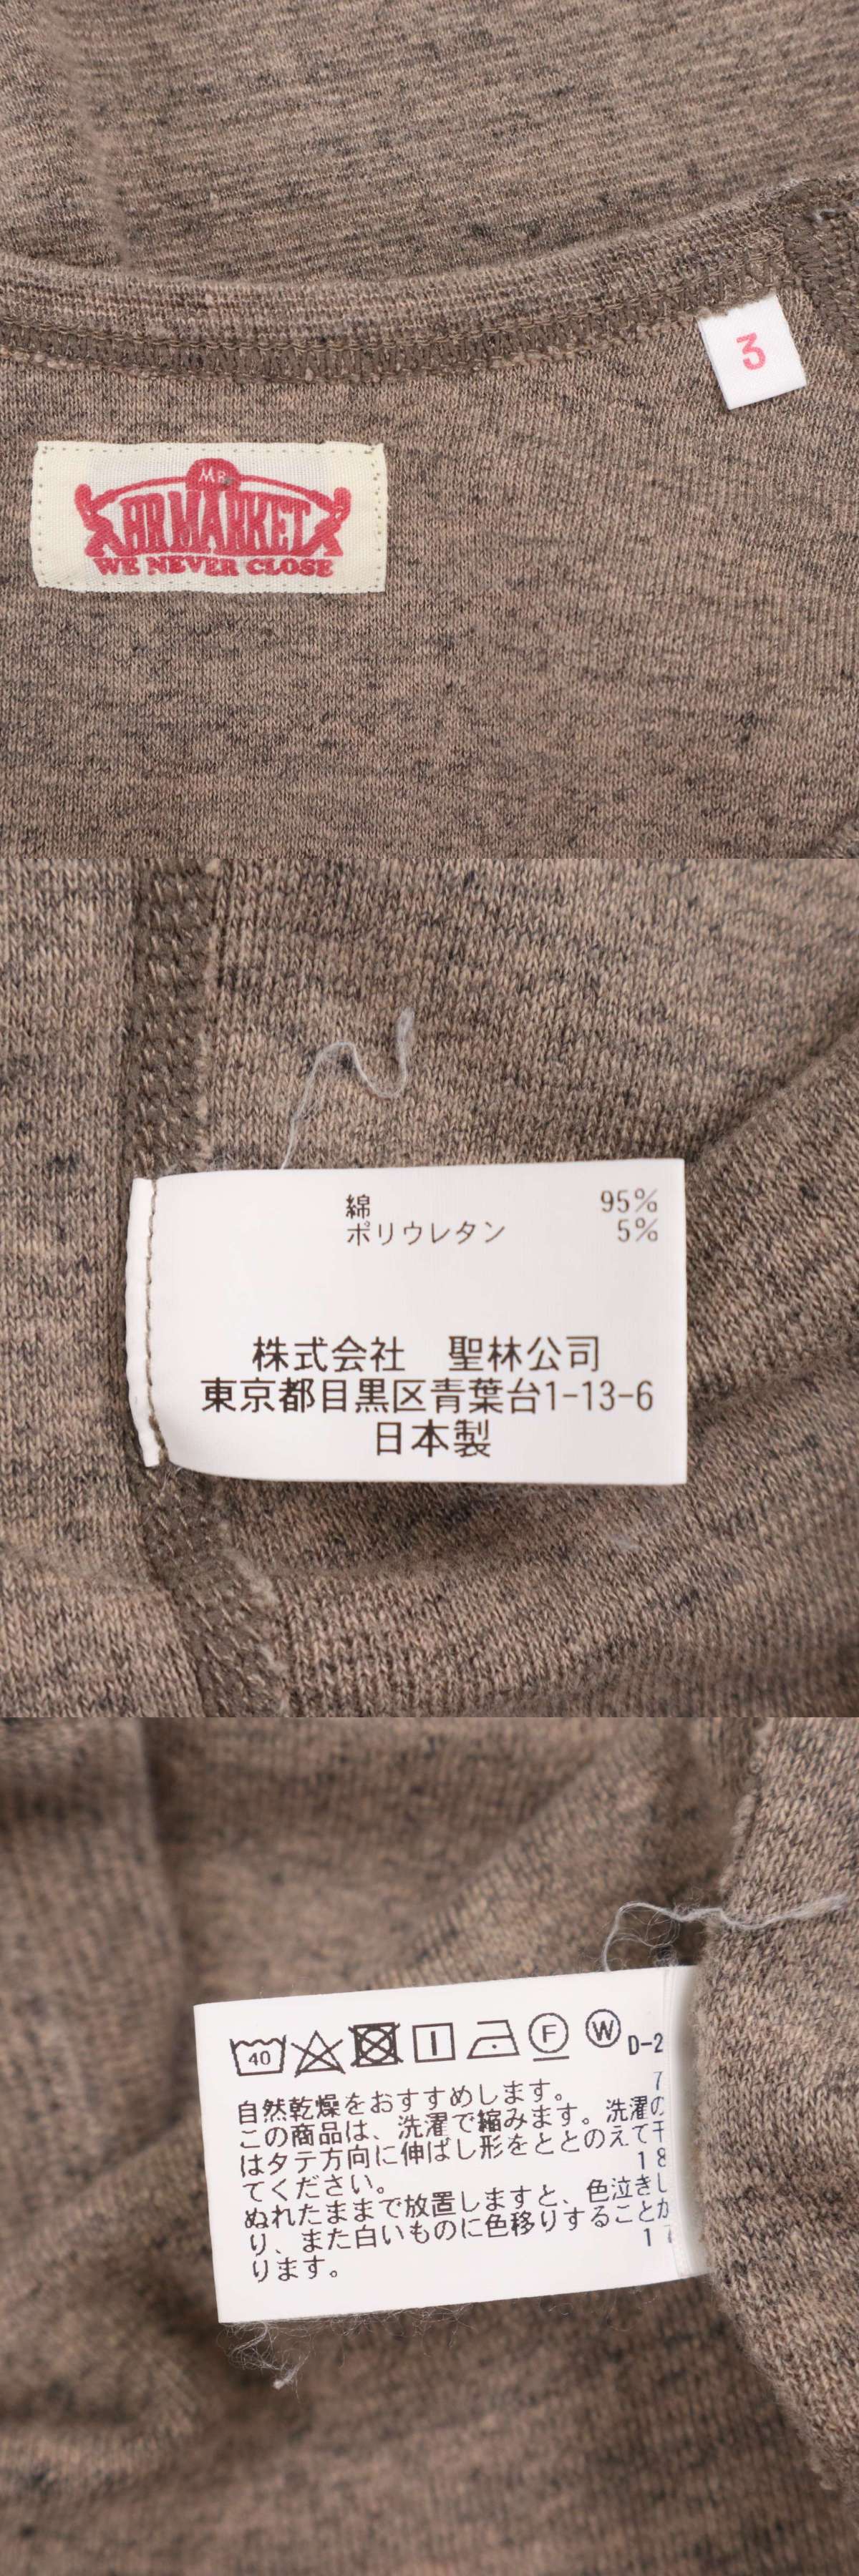 3
MR.
HR MARKET
WE NEVER CLOSE
綿 95%
ポリウレタン 5%
株式会社 聖林公司
東京都目黒区青葉台1-13-6
日本製
40 F W D-2
7
自然乾燥をおすすめします。
この商品は、洗濯で縮みます。洗濯の
はタテ方向に伸ばし形をととのえて干
18
てください。
ぬれたままで放置しますと、色泣きし
り、また白いものに色移りすることが
1
ります。